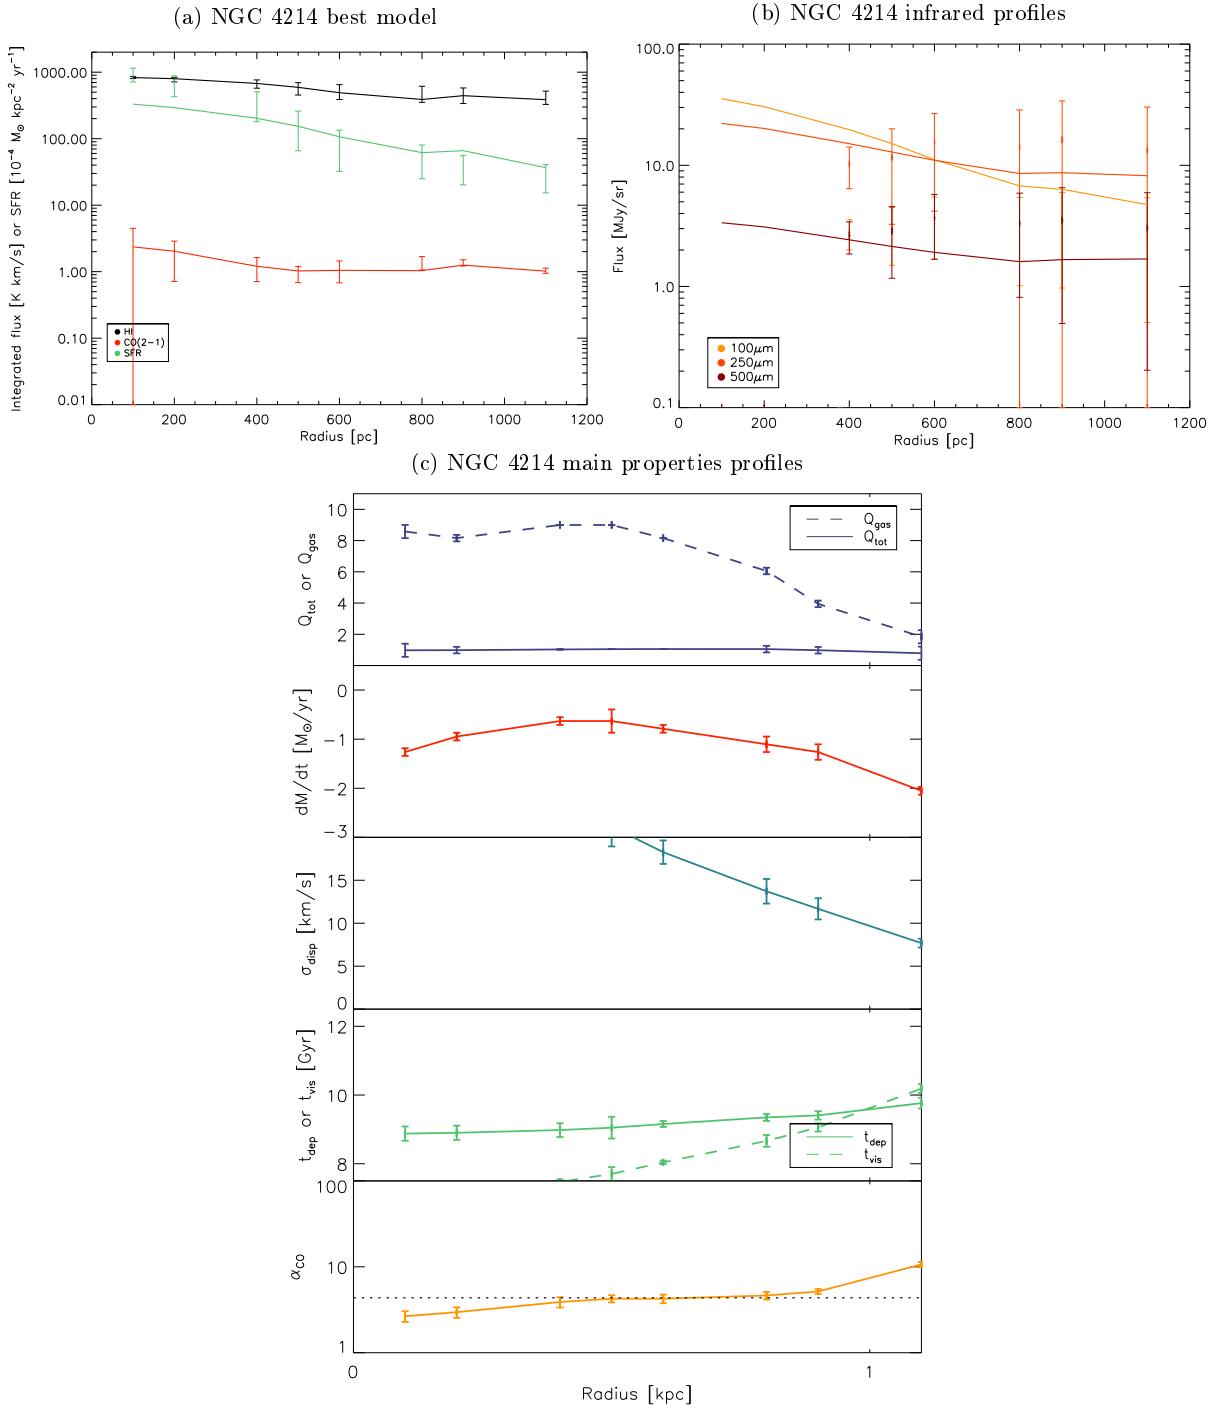 (a) NGC 4214 best model
Integrated flux [K km/s] or SFR [10⁻⁴ M⊙ kpc⁻² yr⁻¹]
1000.00
100.00
10.00
1.00
0.10
0.01
HI
CO(2−1)
SFR
0 200 400 600 800 1000 1200
Radius [pc]
(b) NGC 4214 infrared profiles
Flux [MJy/sr]
100.0
10.0
1.0
0.1
100μm
250μm
500μm
0 200 400 600 800 1000 1200
Radius [pc]
(c) NGC 4214 main properties profiles
Q_tot or Q_gas
10
8
6
4
2
Q_gas
Q_tot
dM/dt [M⊙/yr]
0
−1
−2
−3
σ_disp [km/s]
15
10
5
0
t_dep or t_vis [Gyr]
12
10
8
t_dep
t_vis
α_CO
100
10
1
0 1
Radius [kpc]